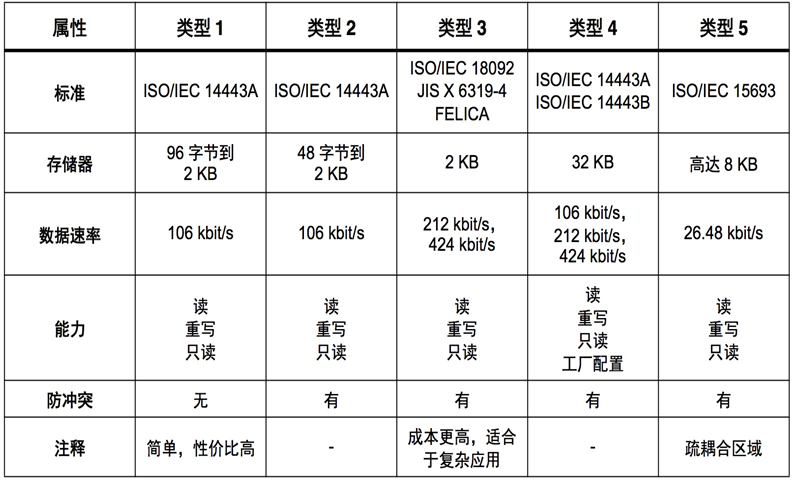 属性 类型 1 类型 2 类型 3 类型 4 类型 5
标准 ISO/IEC 14443A ISO/IEC 14443A ISO/IEC 18092 JIS X 6319-4 FELICA ISO/IEC 14443A ISO/IEC 14443B ISO/IEC 15693
存储器 96 字节到 2 KB 48 字节到 2 KB 2 KB 32 KB 高达 8 KB
数据速率 106 kbit/s 106 kbit/s 212 kbit/s, 424 kbit/s 106 kbit/s, 212 kbit/s, 424 kbit/s 26.48 kbit/s
能力 读 重写 只读 读 重写 只读 读 重写 只读 读 重写 只读 工厂配置 读 重写 只读
防冲突 无 有 有 有 有
注释 简单，性价比高 - 成本更高，适合于复杂应用 - 疏耦合区域